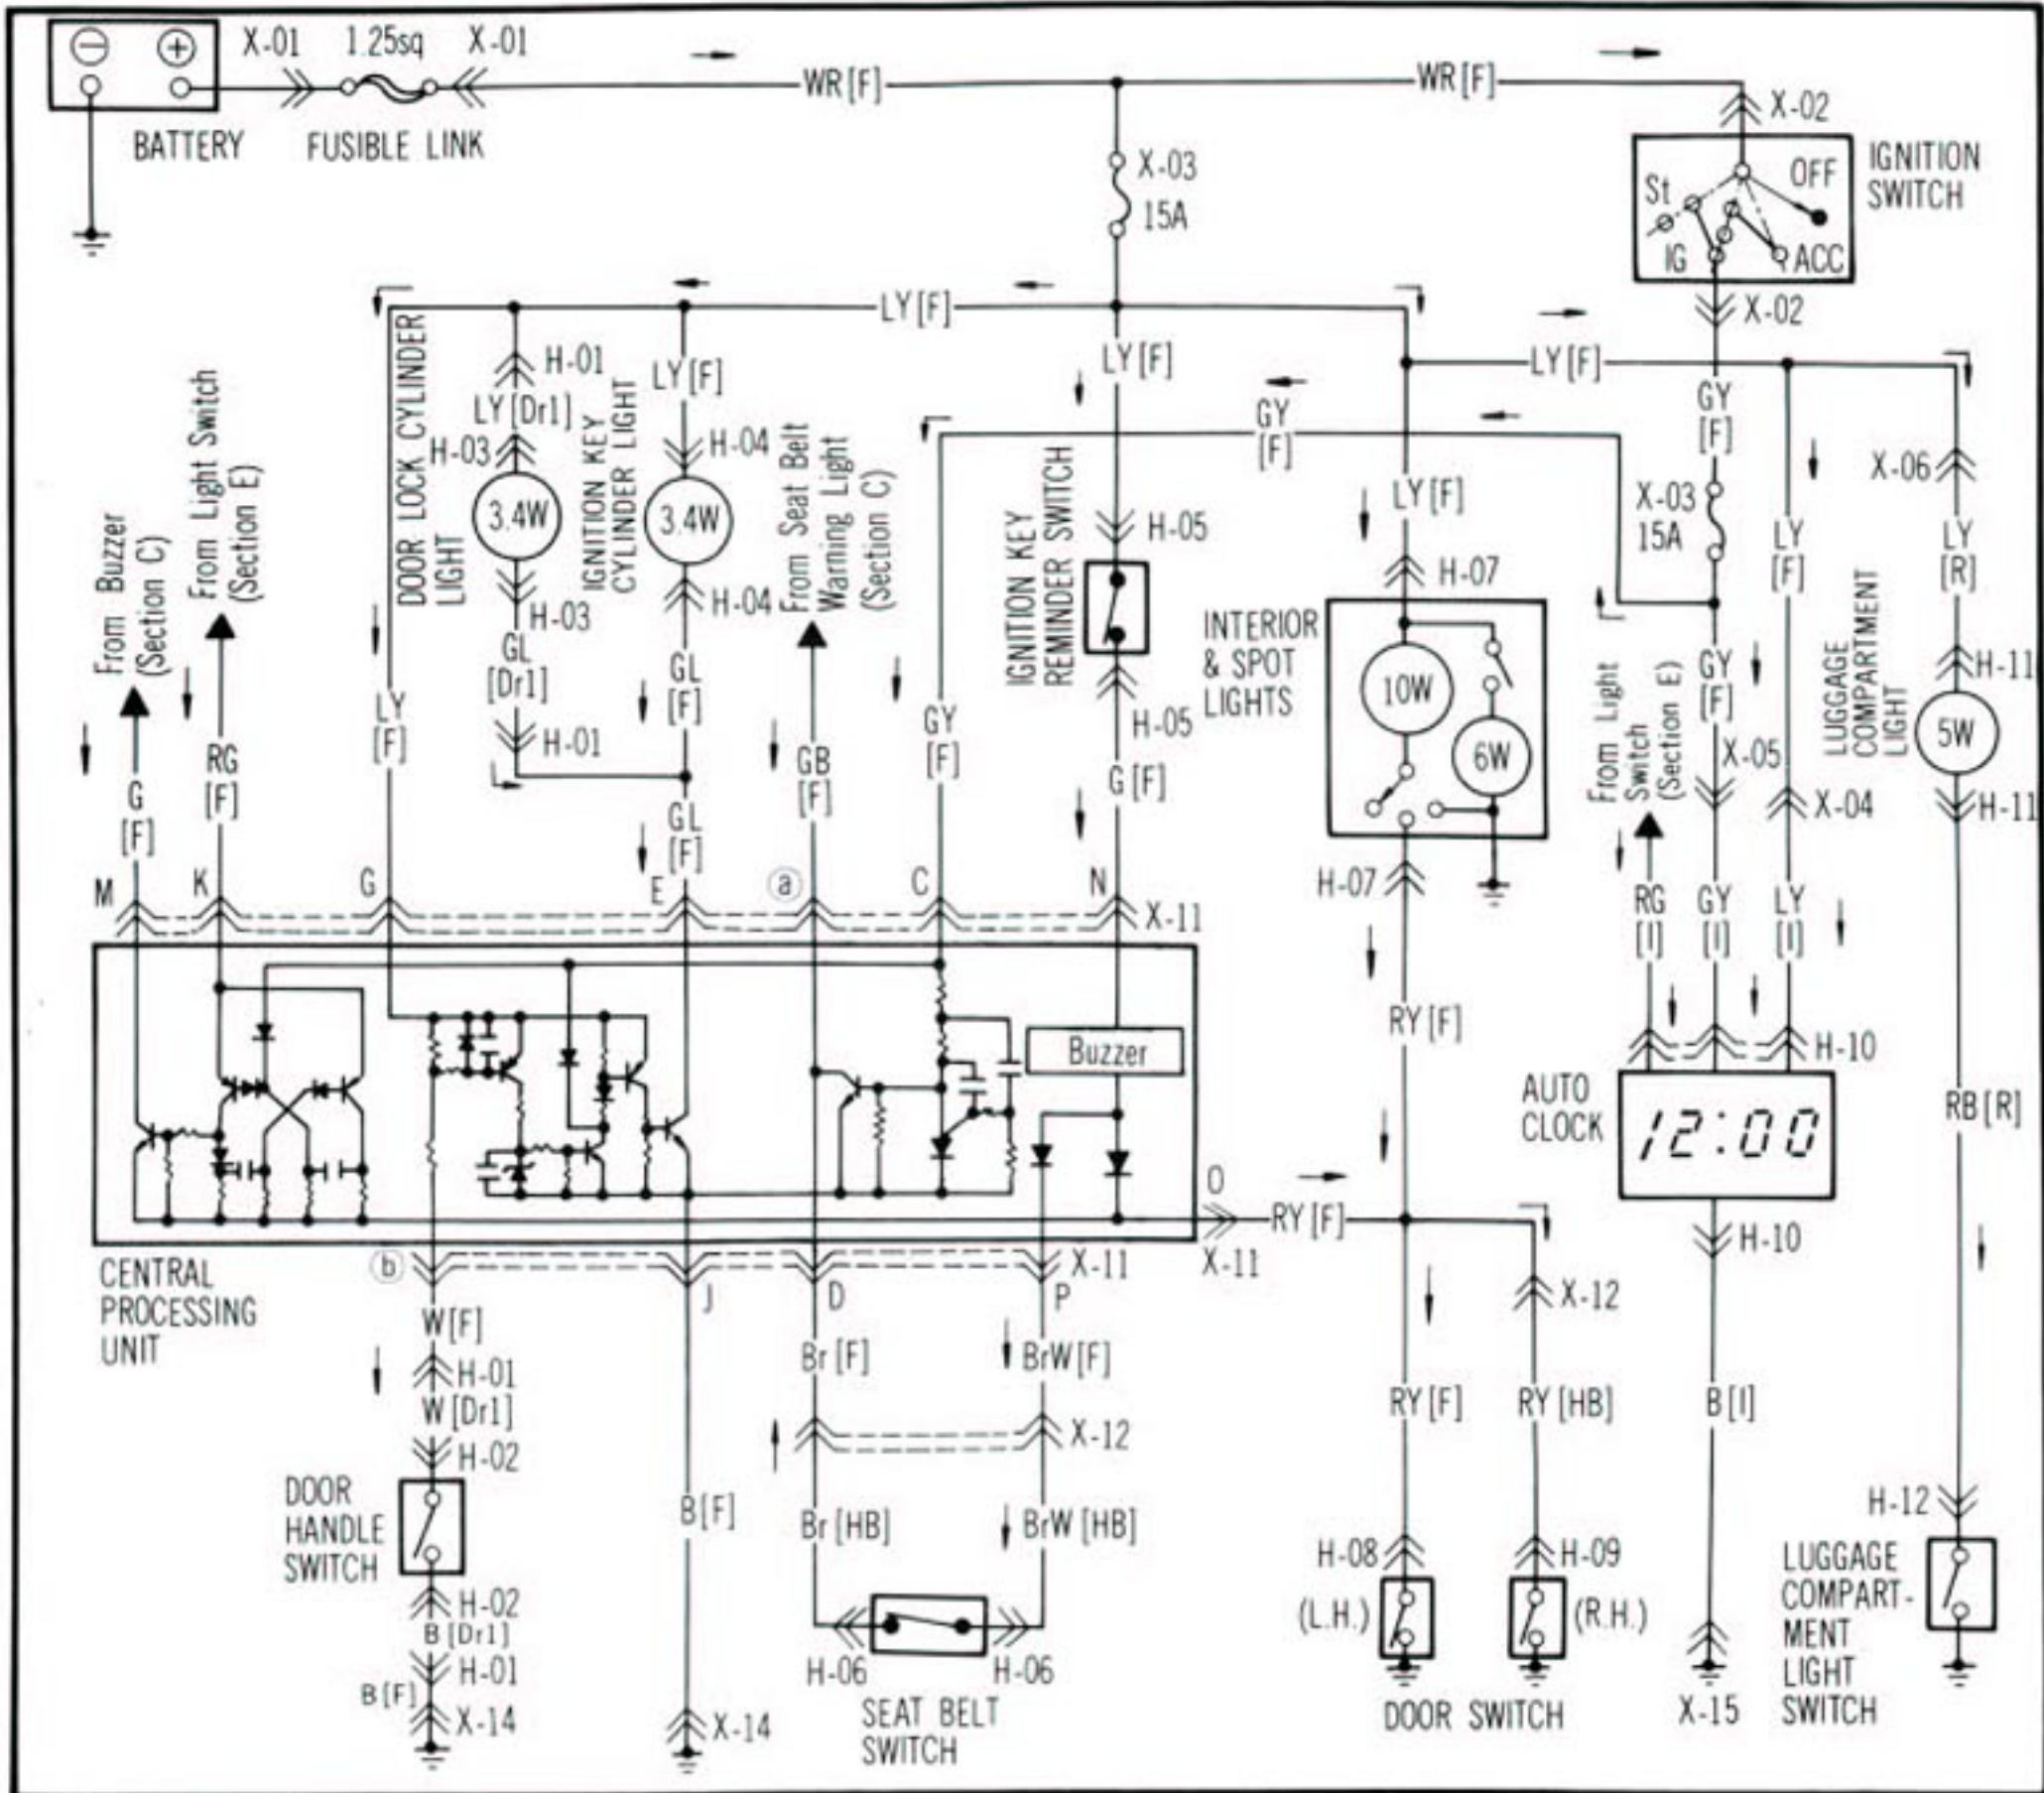 X-01 1.25sq X-01
WR[F]
WR[F]
BATTERY
FUSIBLE LINK
X-02
IGNITION
SWITCH
OFF
St
IG
ACC
X-03
15A
X-02
LY[F]
LY[F]
LY[F]
GY
[F]
GY
[F]
From Buzzer
(Section C)
From Light Switch
(Section E)
DOOR LOCK CYLINDER
LIGHT
H-01
LY[Dr1]
H-03
3.4W
H-03
GL
[Dr1]
H-01
IGNITION KEY
CYLINDER LIGHT
LY[F]
H-04
3.4W
H-04
GL
[F]
GL
[F]
From Seat Belt
Warning Light
(Section C)
GB
[F]
GY
[F]
IGNITION KEY
REMINDER SWITCH
H-05
H-05
G[F]
LY[F]
H-07
INTERIOR
& SPOT
LIGHTS
10W
6W
H-07
RY[F]
X-03
15A
GY
[F]
X-05
From Light
Switch
(Section E)
LY
[F]
X-04
LUGGAGE
COMPARTMENT
LIGHT
X-06
LY
[R]
H-11
5W
H-11
G
[F]
RG
[F]
LY
[F]
M K G E a C N
X-11
RG
[I]
GY
[I]
LY
[I]
H-10
AUTO
CLOCK
12:00
H-10
RB[R]
Buzzer
O
RY[F]
X-11
X-11
CENTRAL
PROCESSING
UNIT
b J D P
W[F]
H-01
W[Dr1]
H-02
DOOR
HANDLE
SWITCH
H-02
B[Dr1]
H-01
B[F]
X-14
B[F]
X-14
Br[F]
BrW[F]
X-12
Br[HB]
BrW[HB]
H-06
H-06
SEAT BELT
SWITCH
X-12
RY[F]
RY[HB]
H-08
H-09
(L.H.)
(R.H.)
DOOR SWITCH
B[I]
X-15
H-12
LUGGAGE
COMPART-
MENT
LIGHT
SWITCH